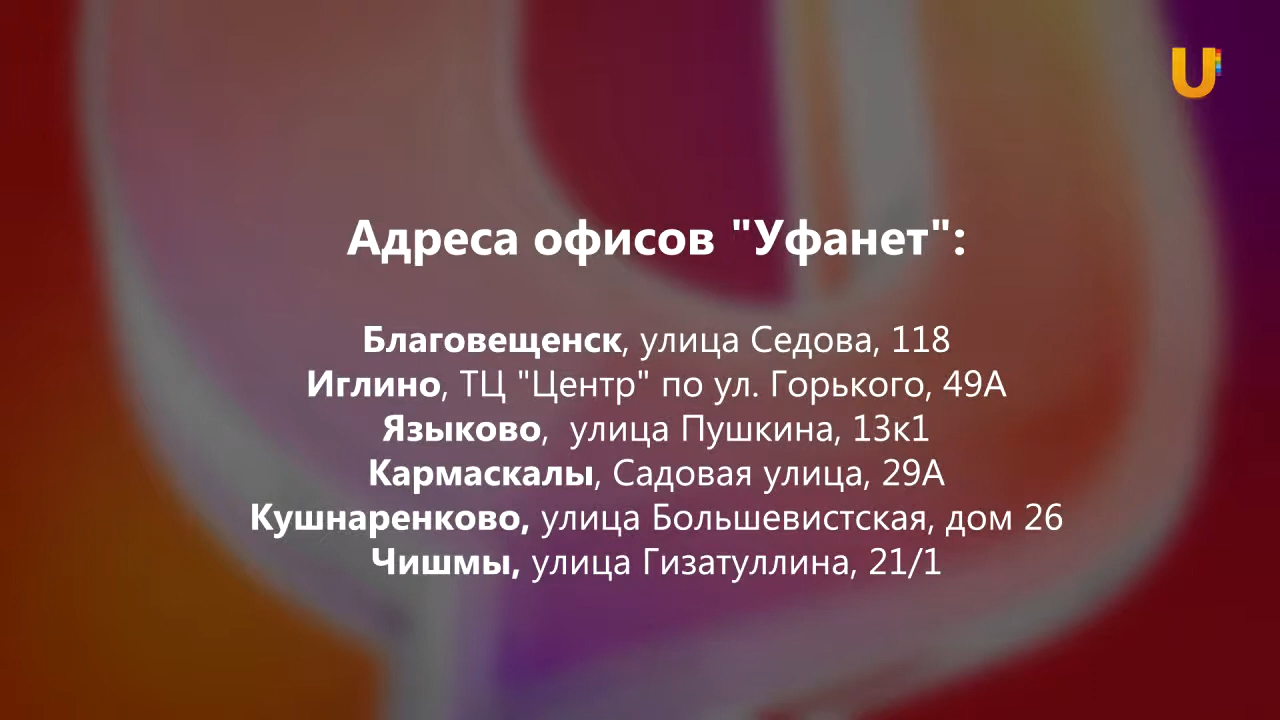 U
Адреса офисов "Уфанет":
Благовещенск, улица Седова, 118
Иглино, ТЦ "Центр" по ул. Горького, 49А
Языково,  улица Пушкина, 13к1
Кармаскалы, Садовая улица, 29А
Кушнаренково, улица Большевистская, дом 26
Чишмы, улица Гизатуллина, 21/1